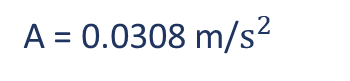 A = 0.0308 m/s²